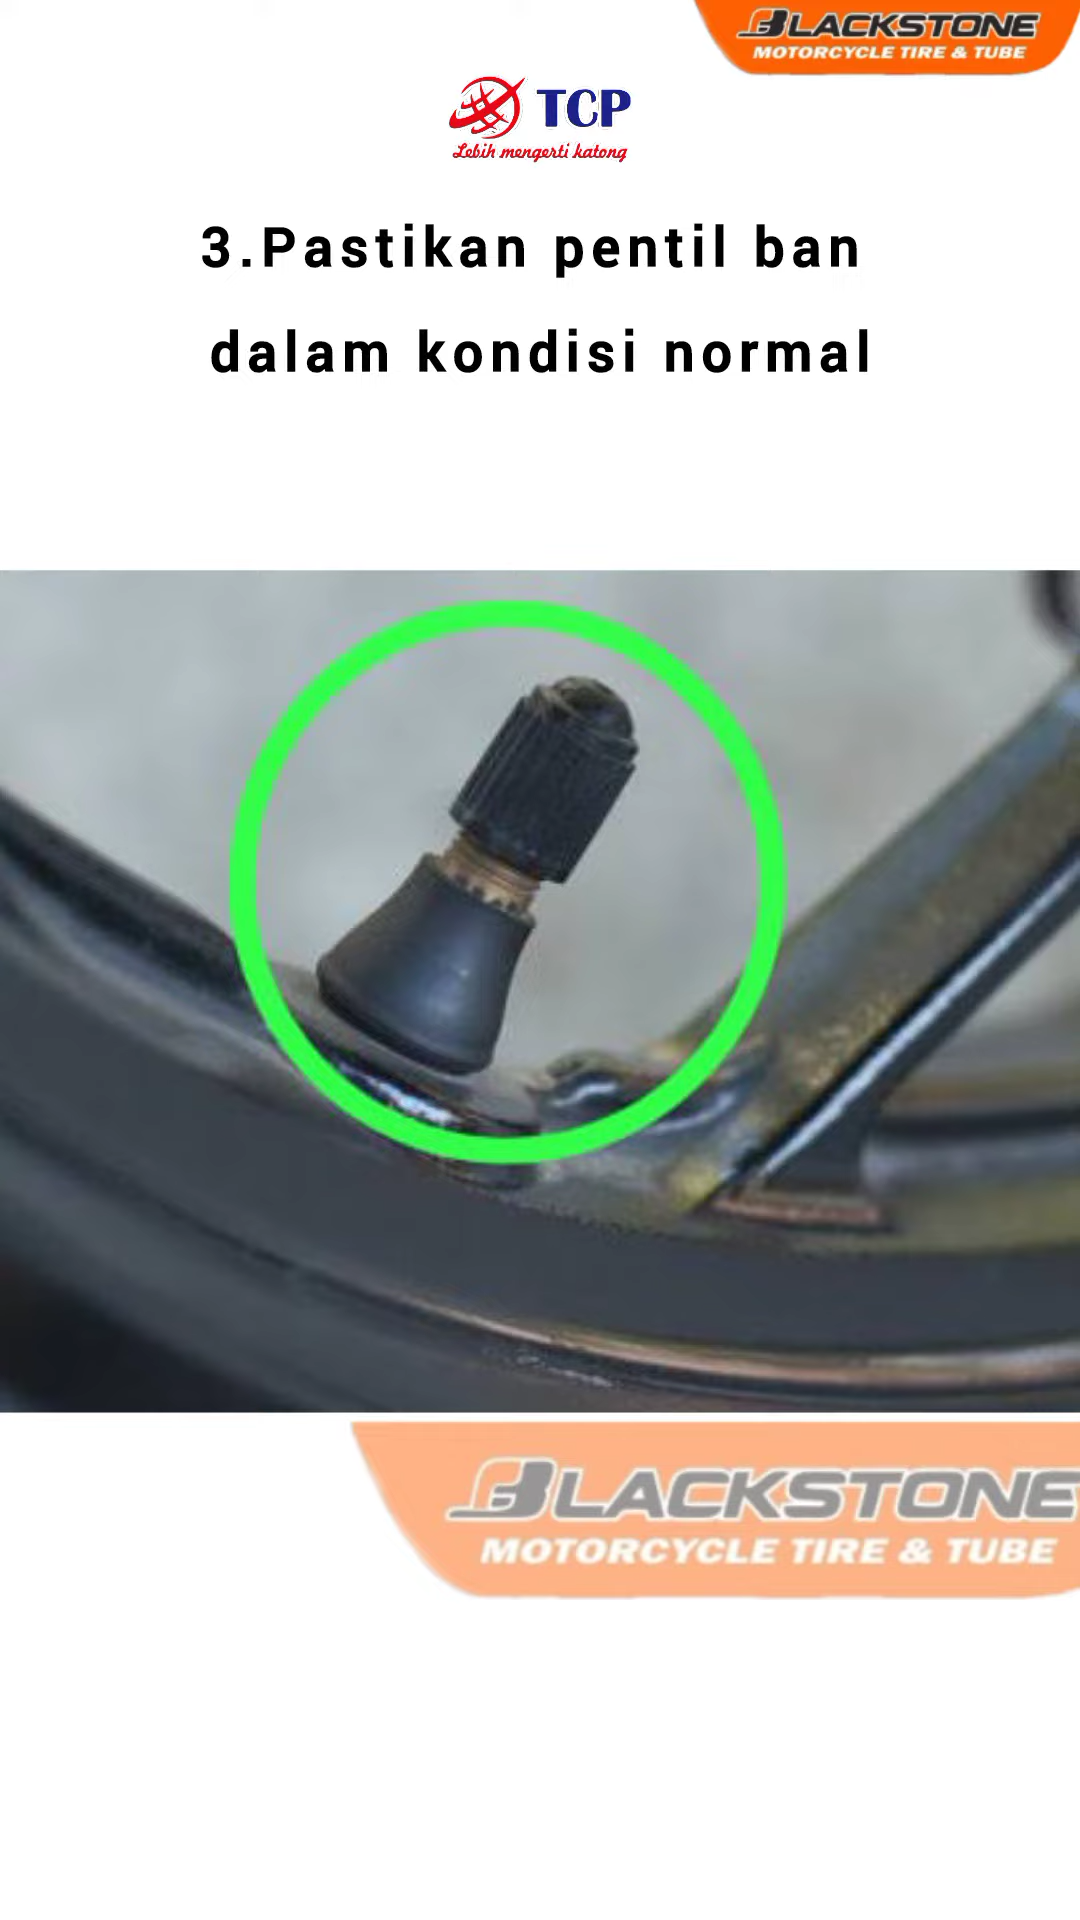 BLACKSTONE
MOTORCYCLE TIRE & TUBE
TCP
Lebih mengerti katong
3.Pastikan pentil ban
dalam kondisi normal
BLACKSTONE
MOTORCYCLE TIRE & TUBE